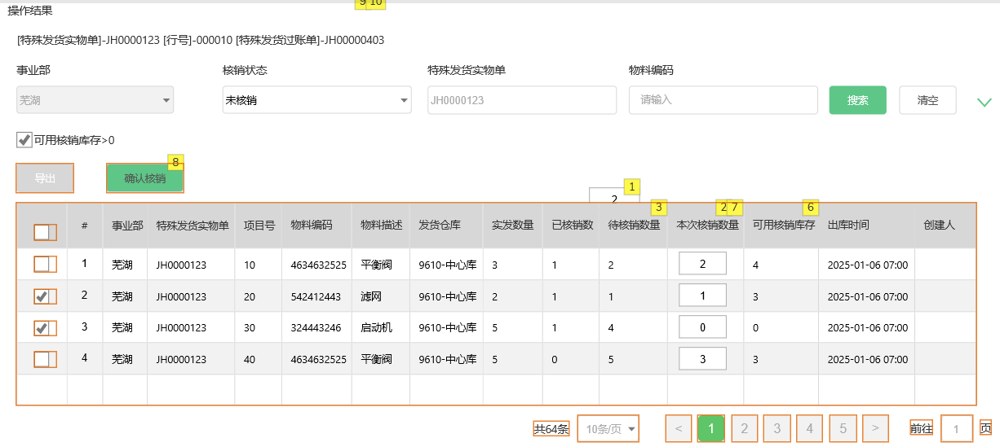 9 10
操作结果
[特殊发货实物单]-JH0000123 [行号]-000010 [特殊发货过账单]-JH00000403
事业部 核销状态 特殊发货实物单 物料编码
芜湖 未核销 JH0000123 请输入 搜索 清空
可用核销库存>0
8
导出 确认核销
1
2
3 2 7 6
# 事业部 特殊发货实物单 项目号 物料编码 物料描述 发货仓库 实发数量 已核销数 待核销数量 本次核销数量 可用核销库存 出库时间 创建人
1 芜湖 JH0000123 10 4634632525 平衡阀 9610-中心库 3 1 2 2 4 2025-01-06 07:00
2 芜湖 JH0000123 20 542412443 滤网 9610-中心库 2 1 1 1 3 2025-01-06 07:00
3 芜湖 JH0000123 30 324443246 启动机 9610-中心库 5 1 4 0 0 2025-01-06 07:00
4 芜湖 JH0000123 40 4634632525 平衡阀 9610-中心库 5 0 5 3 3 2025-01-06 07:00
共64条 10条/页 < 1 2 3 4 5 > 前往 1 页